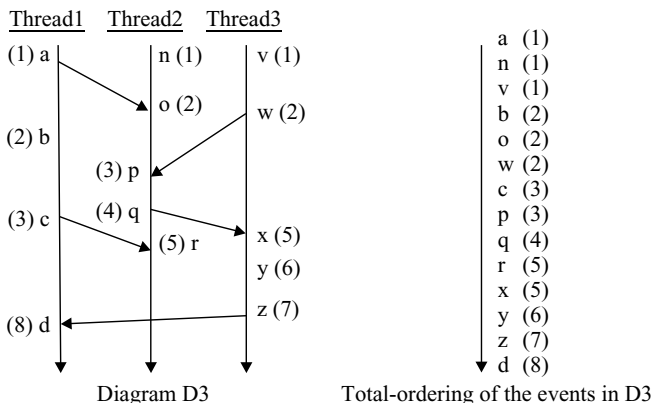 Thread1 Thread2 Thread3
(1) a n (1) v (1)
o (2) w (2)
(2) b
(3) p
(3) c (4) q
(5) r x (5)
y (6)
z (7)
(8) d
Diagram D3
a (1)
n (1)
v (1)
b (2)
o (2)
w (2)
c (3)
p (3)
q (4)
r (5)
x (5)
y (6)
z (7)
d (8)
Total-ordering of the events in D3